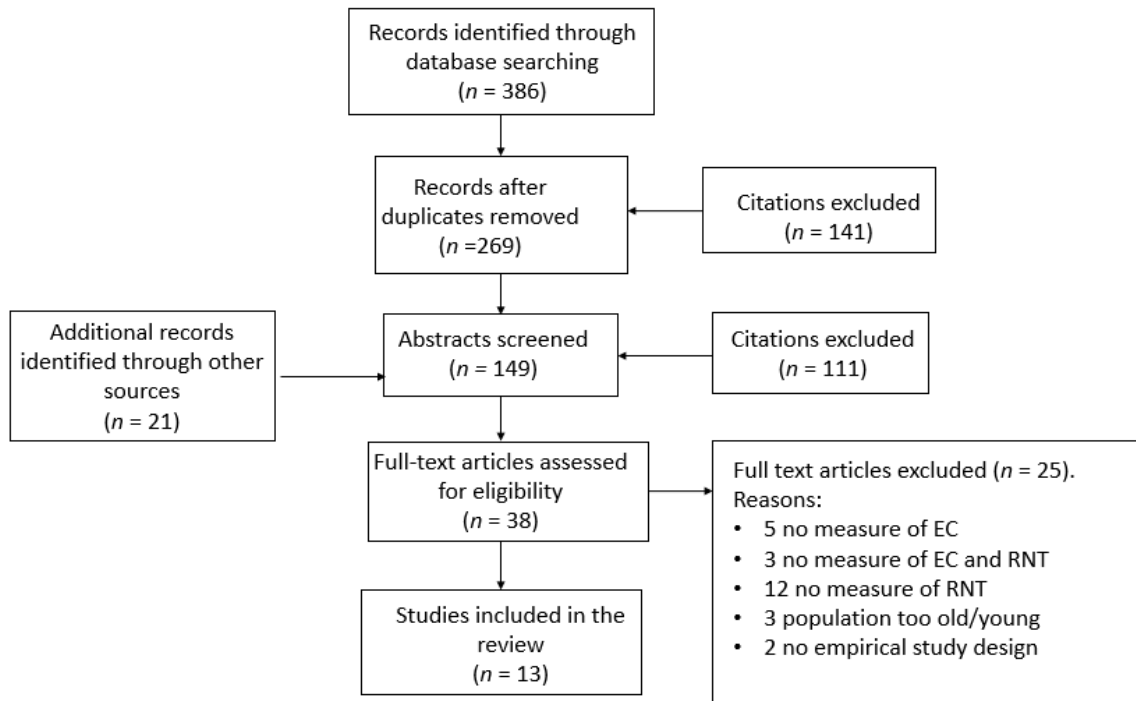 Records identified through
database searching
(n = 386)
Records after
duplicates removed
(n =269)
Citations excluded
(n = 141)
Additional records
identified through other
sources
(n = 21)
Abstracts screened
(n = 149)
Citations excluded
(n = 111)
Full-text articles assessed
for eligibility
(n = 38)
Full text articles excluded (n = 25).
Reasons:
• 5 no measure of EC
• 3 no measure of EC and RNT
• 12 no measure of RNT
• 3 population too old/young
• 2 no empirical study design
Studies included in the
review
(n = 13)